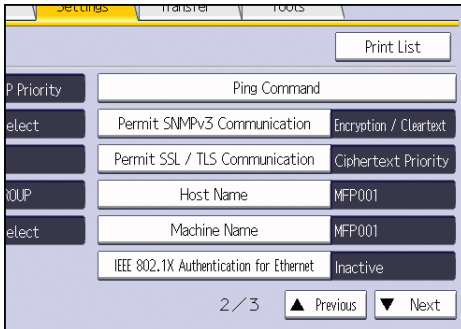 Settings Transfer Tools
Print List
P Priority Ping Command
elect Permit SNMPv3 Communication Encryption / Cleartext
Permit SSL / TLS Communication Ciphertext Priority
ROUP Host Name MFP001
elect Machine Name MFP001
IEEE 802.1X Authentication for Ethernet Inactive
2/3 ▲ Previous ▼ Next